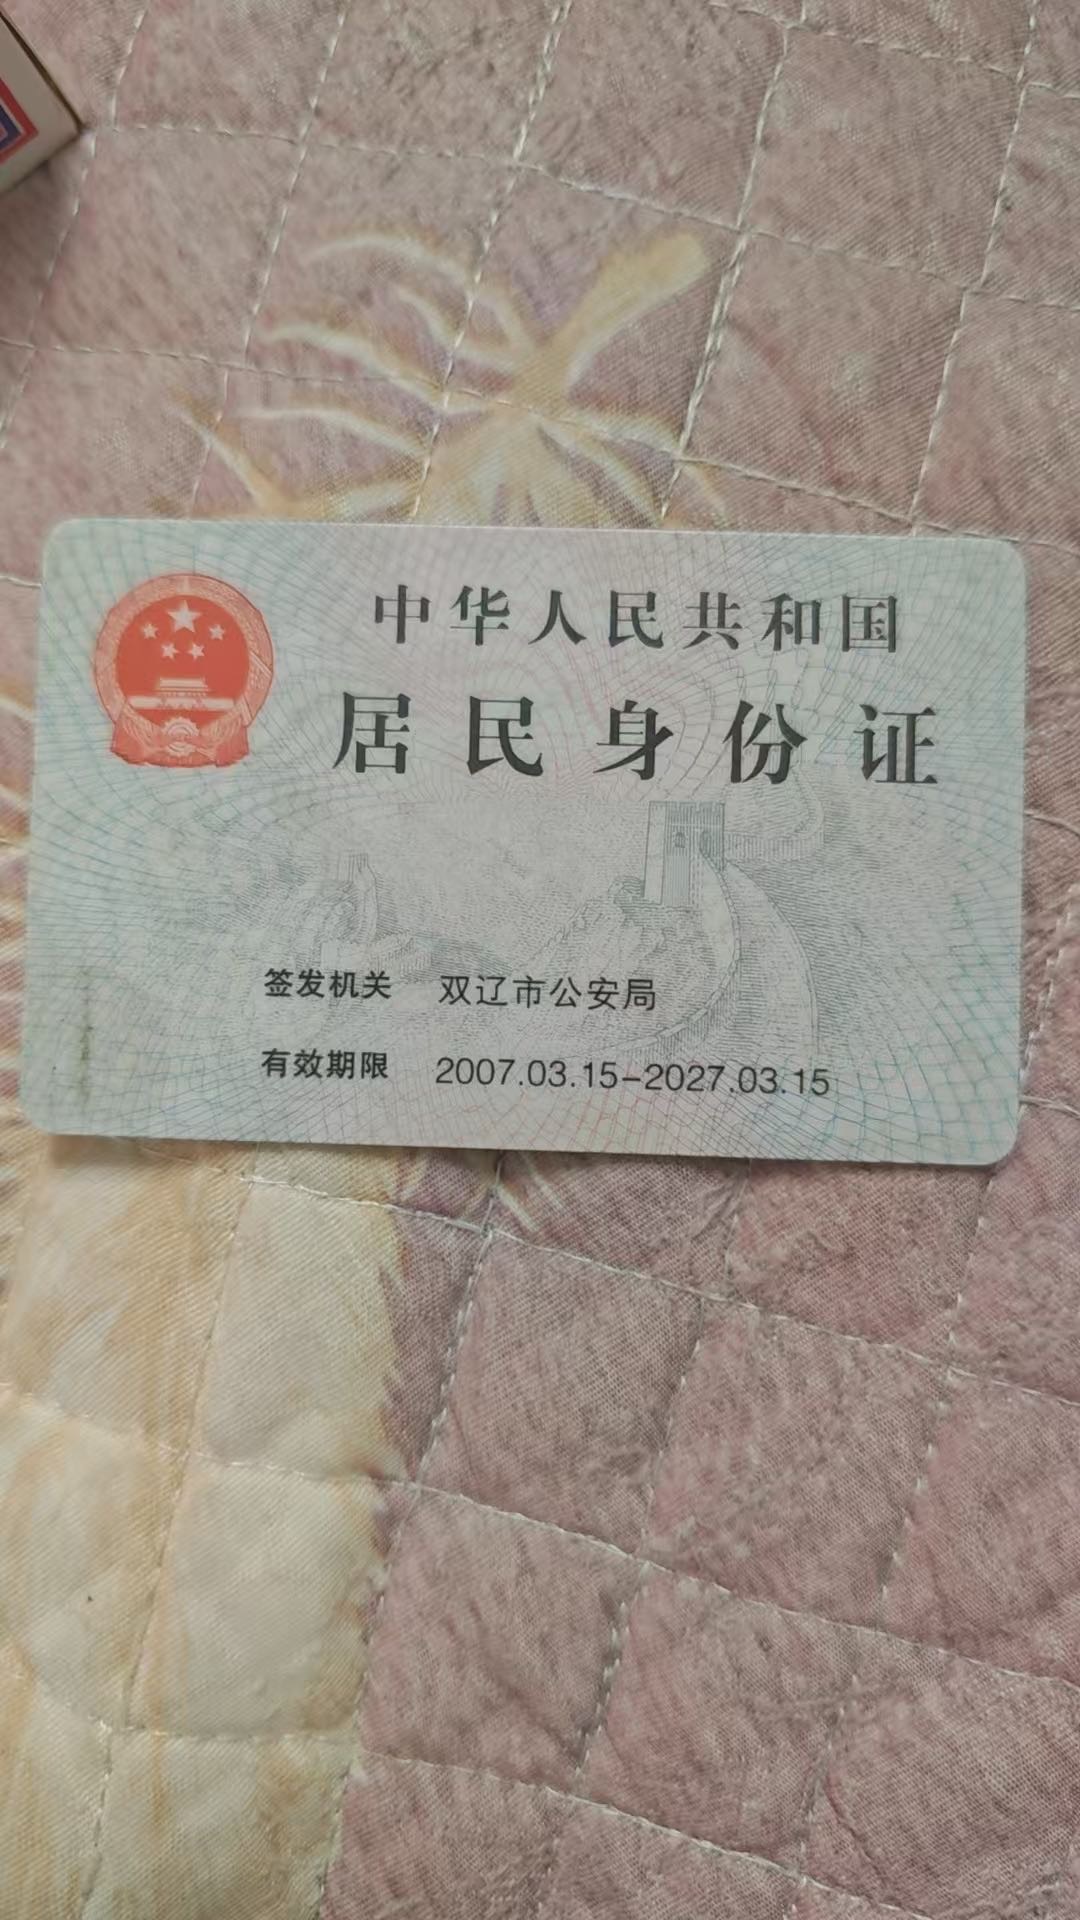 中华人民共和国
居民身份证
签发机关 双辽市公安局
有效期限 2007.03.15-2027.03.15